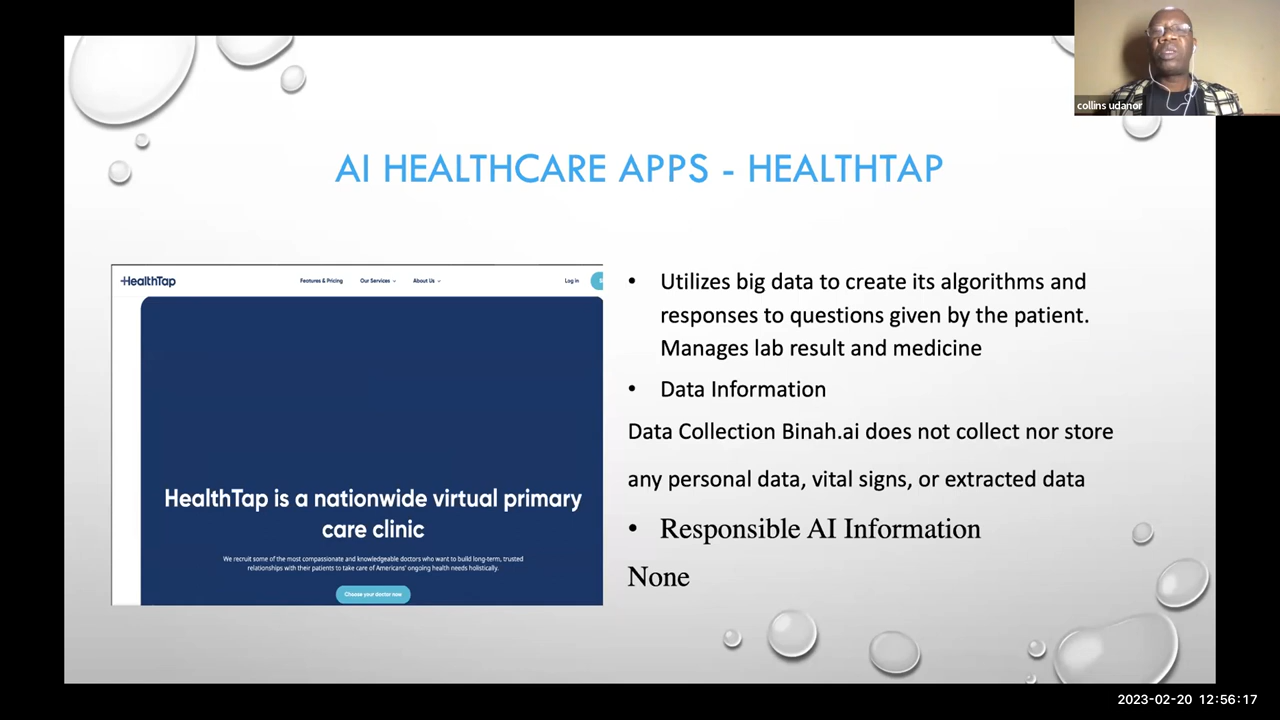 collins udanor
AI HEALTHCARE APPS - HEALTHTAP
HealthTap
Features & Pricing
Our Services
About Us
Log in
HealthTap is a nationwide virtual primary
care clinic
We recruit some of the most compassionate and knowledgeable doctors who want to build long-term, trusted
relationships with their patients to take care of Americans' ongoing health needs holistically.
Choose your doctor now
• Utilizes big data to create its algorithms and
responses to questions given by the patient.
Manages lab result and medicine
• Data Information
Data Collection Binah.ai does not collect nor store
any personal data, vital signs, or extracted data
• Responsible AI Information
None
2023-02-20 12:56:17